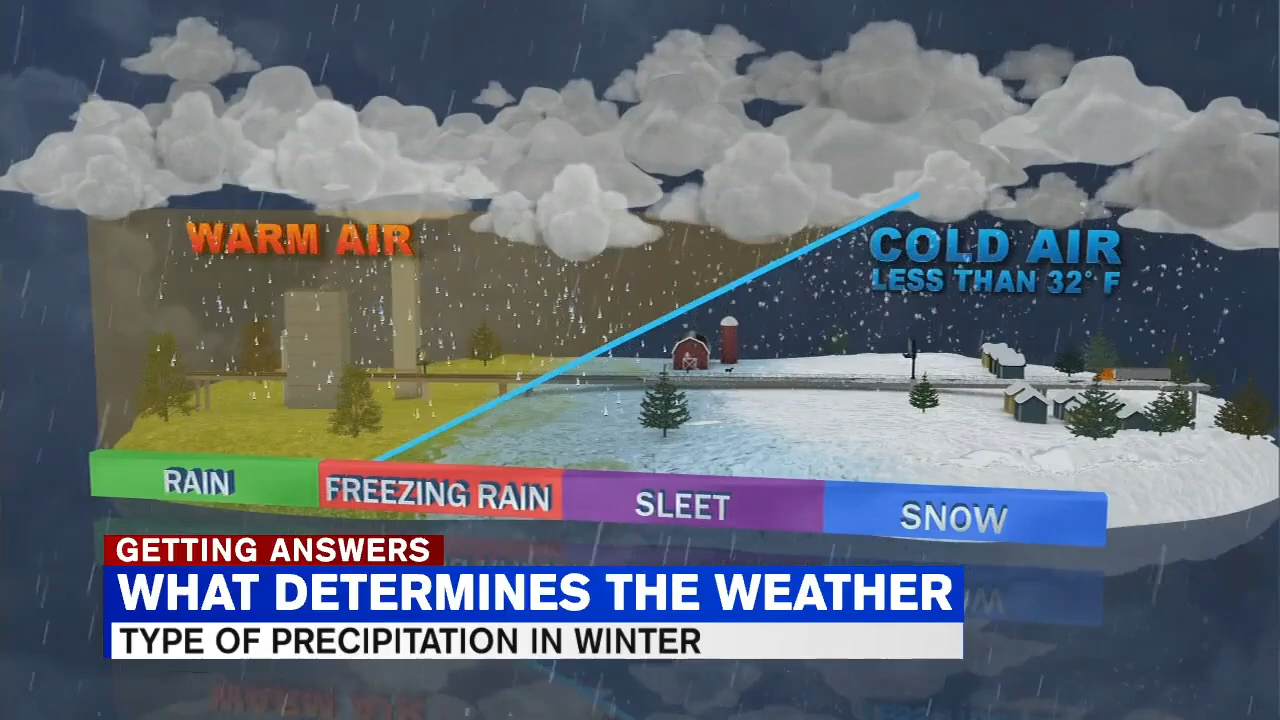 WARM AIR
COLD AIR
LESS THAN 32° F
RAIN
FREEZING RAIN
SLEET
SNOW
GETTING ANSWERS
WHAT DETERMINES THE WEATHER
TYPE OF PRECIPITATION IN WINTER